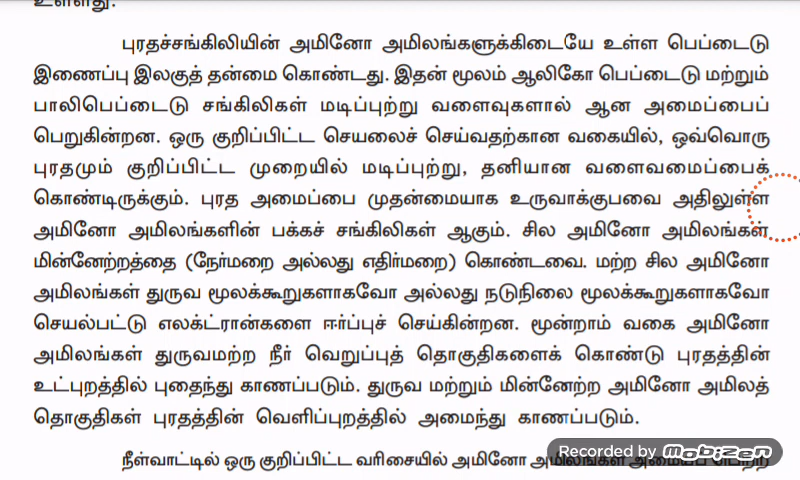 உள்ளது.
புரதச்சங்கிலியின் அமினோ அமிலங்களுக்கிடையே உள்ள பெப்டைடு
இணைப்பு இலகுத் தன்மை கொண்டது. இதன் மூலம் ஆலிகோ பெப்டைடு மற்றும்
பாலிபெப்டைடு சங்கிலிகள் மடிப்புற்று வளைவுகளால் ஆன அமைப்பைப்
பெறுகின்றன. ஒரு குறிப்பிட்ட செயலைச் செய்வதற்கான வகையில், ஒவ்வொரு
புரதமும் குறிப்பிட்ட முறையில் மடிப்புற்று, தனியான வளைவமைப்பைக்
கொண்டிருக்கும். புரத அமைப்பை முதன்மையாக உருவாக்குபவை அதிலுள்ள
அமினோ அமிலங்களின் பக்கச் சங்கிலிகள் ஆகும். சில அமினோ அமிலங்கள்
மின்னேற்றத்தை (நேர்மறை அல்லது எதிர்மறை) கொண்டவை. மற்ற சில அமினோ
அமிலங்கள் துருவ மூலக்கூறுகளாகவோ அல்லது நடுநிலை மூலக்கூறுகளாகவோ
செயல்பட்டு எலக்ட்ரான்களை ஈர்ப்புச் செய்கின்றன. மூன்றாம் வகை அமினோ
அமிலங்கள் துருவமற்ற நீர் வெறுப்புத் தொகுதிகளைக் கொண்டு புரதத்தின்
உட்புறத்தில் புதைந்து காணப்படும். துருவ மற்றும் மின்னேற்ற அமினோ அமிலத்
தொகுதிகள் புரதத்தின் வெளிப்புறத்தில் அமைந்து காணப்படும்.
நீள்வாட்டில் ஒரு குறிப்பிட்ட வரிசையில் அமினோ அமிலங்கள்
Recorded by MOBIZEN